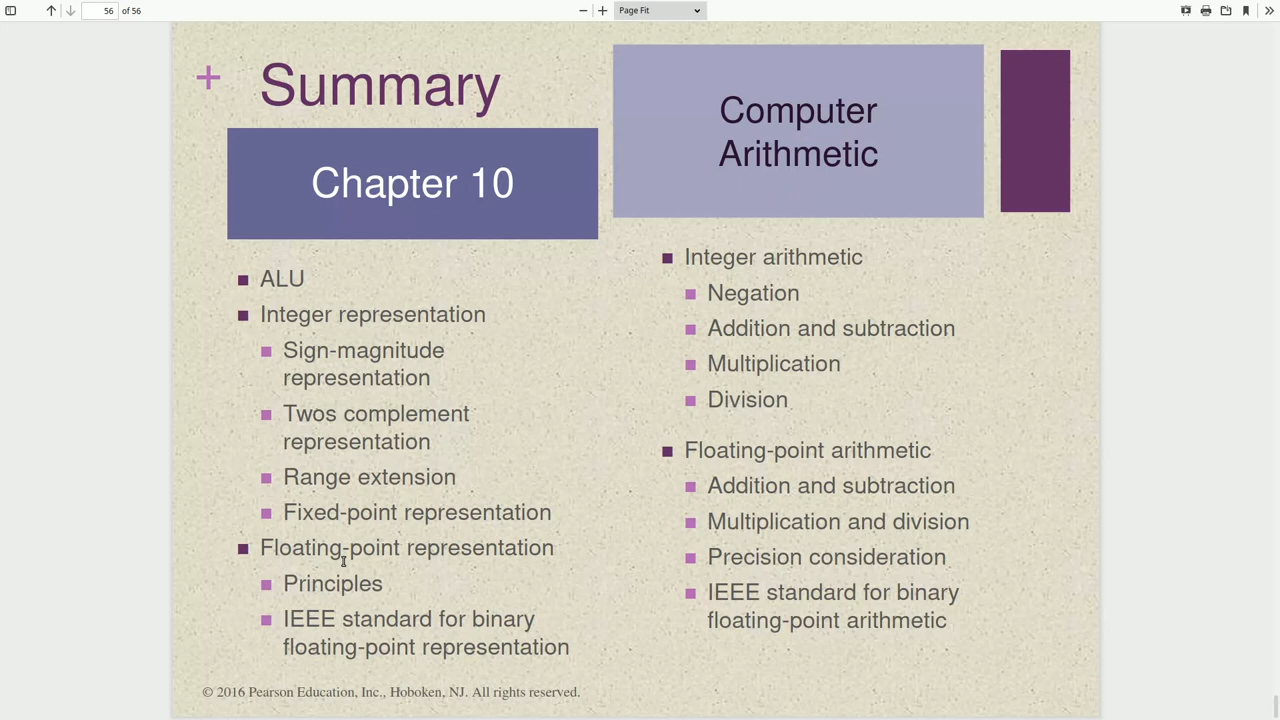 56 of 56
Page Fit
+ Summary
Chapter 10
Computer
Arithmetic
ALU
Integer representation
Sign-magnitude
representation
Twos complement
representation
Range extension
Fixed-point representation
Floating-point representation
Principles
IEEE standard for binary
floating-point representation
Integer arithmetic
Negation
Addition and subtraction
Multiplication
Division
Floating-point arithmetic
Addition and subtraction
Multiplication and division
Precision consideration
IEEE standard for binary
floating-point arithmetic
© 2016 Pearson Education, Inc., Hoboken, NJ. All rights reserved.